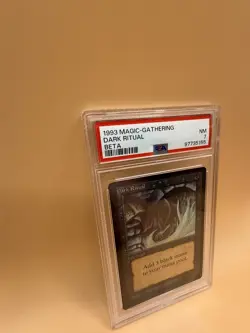 1993 MAGIC-GATHERING
DARK RITUAL
BETA
NM
7
PSA
Dark Ritual
Add 3 black mana
to your mana pool.